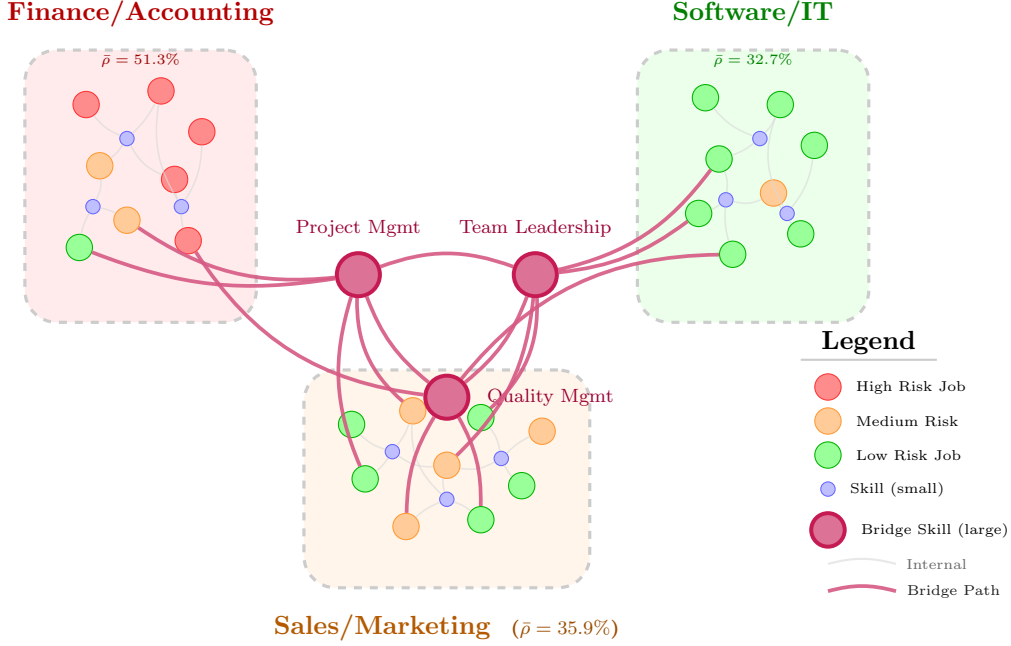 Finance/Accounting
Software/IT
ρ̄ = 51.3%
ρ̄ = 32.7%
Project Mgmt
Team Leadership
Quality Mgmt
Legend
High Risk Job
Medium Risk
Low Risk Job
Skill (small)
Bridge Skill (large)
Internal
Bridge Path
Sales/Marketing (ρ̄ = 35.9%)